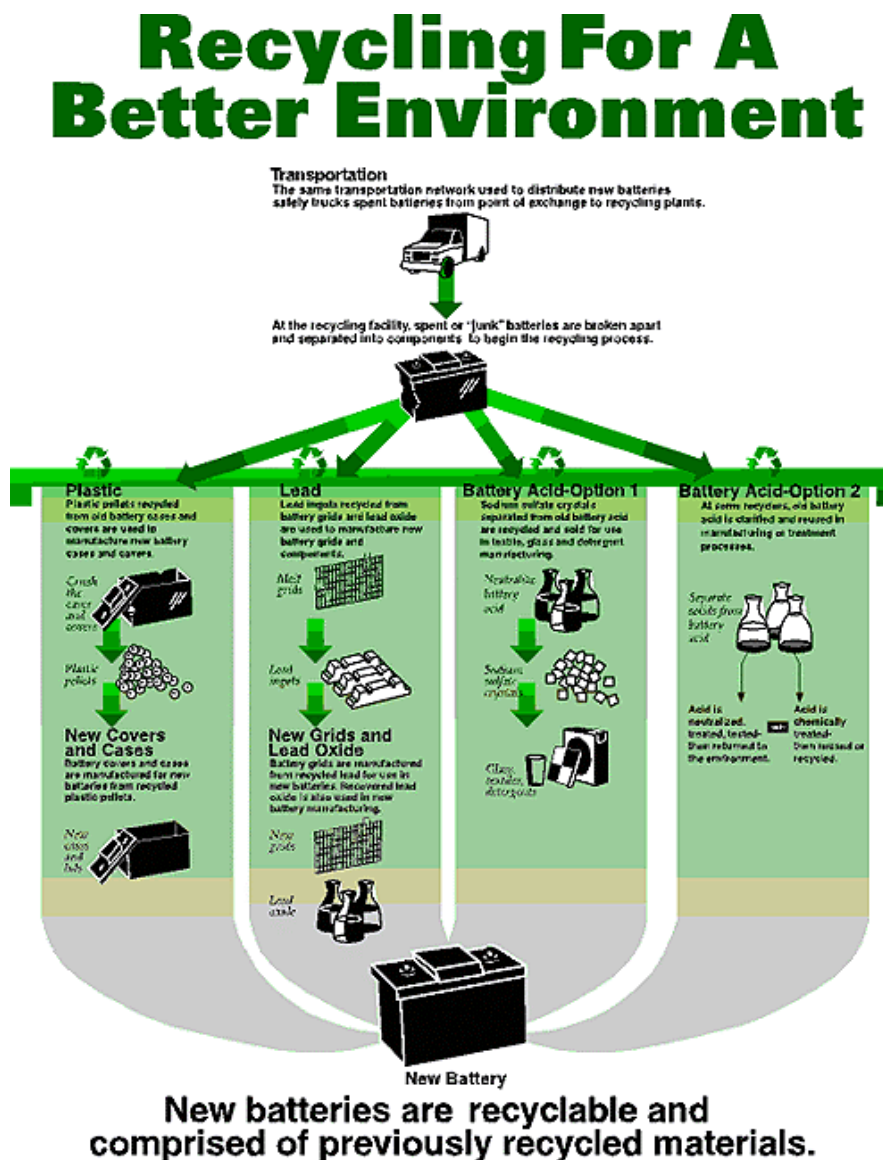 Recycling For A
Better Environment
Transportation
The same transportation network used to distribute new batteries
safely trucks spent batteries from point of exchange to recycling plants.
At the recycling facility, spent or "junk" batteries are broken apart
and separated into components to begin the recycling process.
Plastic
Plastic pellets recycled
from old battery cases and
covers are used to
manufacture new battery
cases and covers.
Crush
the
cases
and
covers
Plastic
pellets
New Covers
and Cases
Battery covers and cases
are manufactured for new
batteries from recycled
plastic pellets.
New
cases
and
lids
Lead
Lead ingots recycled from
battery grids and lead oxide
are used to manufacture new
battery grids and
components.
Melt
grids
Lead
ingots
New Grids and
Lead Oxide
Battery grids are manufactured
from recycled lead for use in
new batteries. Recovered lead
oxide is also used in new
battery manufacturing.
New
grids
Lead
oxide
Battery Acid-Option 1
Sodium sulfate crystals
separated from old battery acid
are recycled and sold for use
in textile, glass and detergent
manufacturing.
Neutralize
battery
acid
Sodium
sulfate
crystals
Glass,
textiles,
detergents
Battery Acid-Option 2
At some recyclers, old battery
acid is clarified and reused in
manufacturing or treatment
processes.
Separate
solids from
battery
acid
Acid is
neutralized,
treated, tested-
then returned to
the environment.
Acid is
chemically
treated-
then reused or
recycled.
New Battery
New batteries are recyclable and
comprised of previously recycled materials.